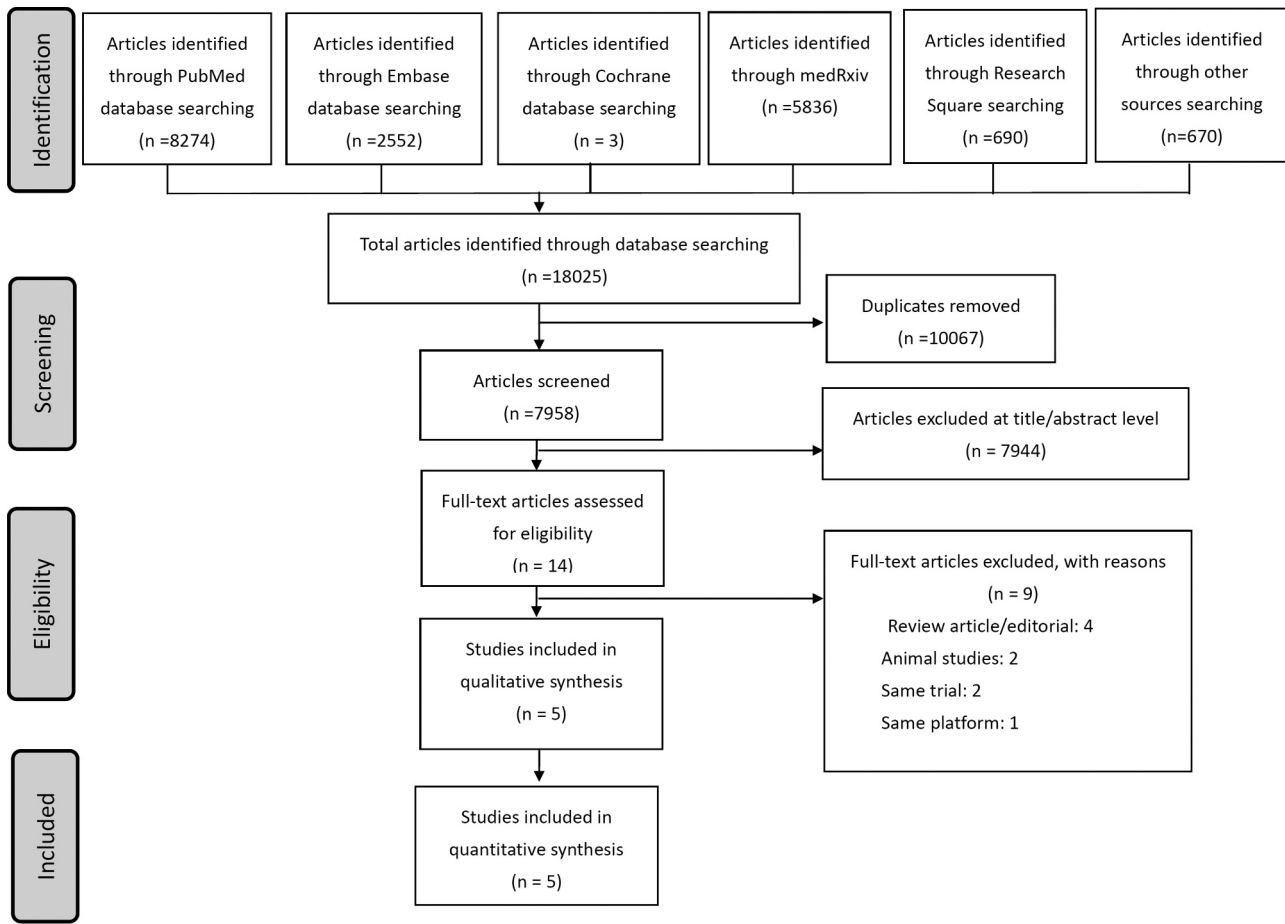 Identification
Articles identified
through PubMed
database searching
(n =8274)
Articles identified
through Embase
database searching
(n =2552)
Articles identified
through Cochrane
database searching
(n = 3)
Articles identified
through medRxiv
(n =5836)
Articles identified
through Research
Square searching
(n =690)
Articles identified
through other
sources searching
(n=670)
Total articles identified through database searching
(n =18025)
Screening
Duplicates removed
(n =10067)
Articles screened
(n =7958)
Articles excluded at title/abstract level
(n = 7944)
Eligibility
Full-text articles assessed
for eligibility
(n = 14)
Full-text articles excluded, with reasons
(n = 9)
Review article/editorial: 4
Animal studies: 2
Same trial: 2
Same platform: 1
Studies included in
qualitative synthesis
(n = 5)
Included
Studies included in
quantitative synthesis
(n = 5)